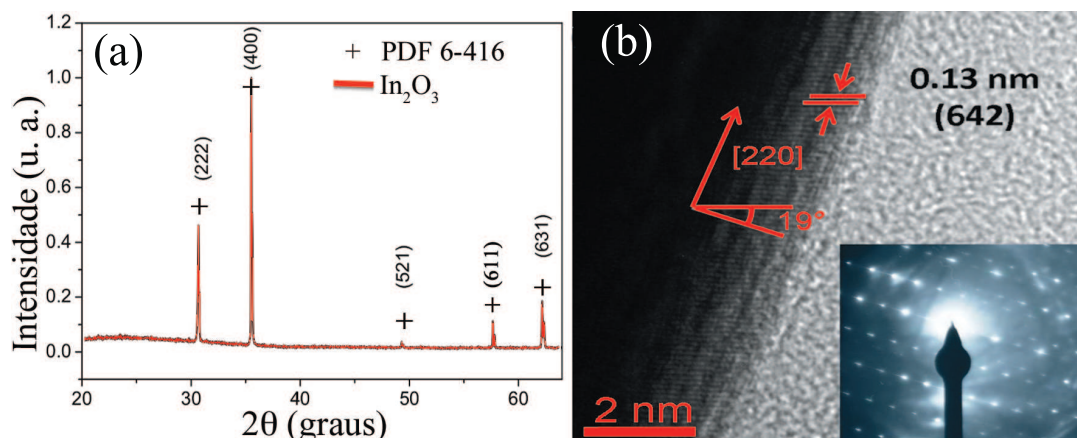 (a)
+ PDF 6-416
In₂O₃
(400)
(222)
(521)
(611)
(631)
Intensidade (u. a.)
1.2
1.0
0.8
0.6
0.4
0.2
0.0
20
30
40
50
60
2θ (graus)
(b)
0.13 nm
(642)
[220]
19°
2 nm